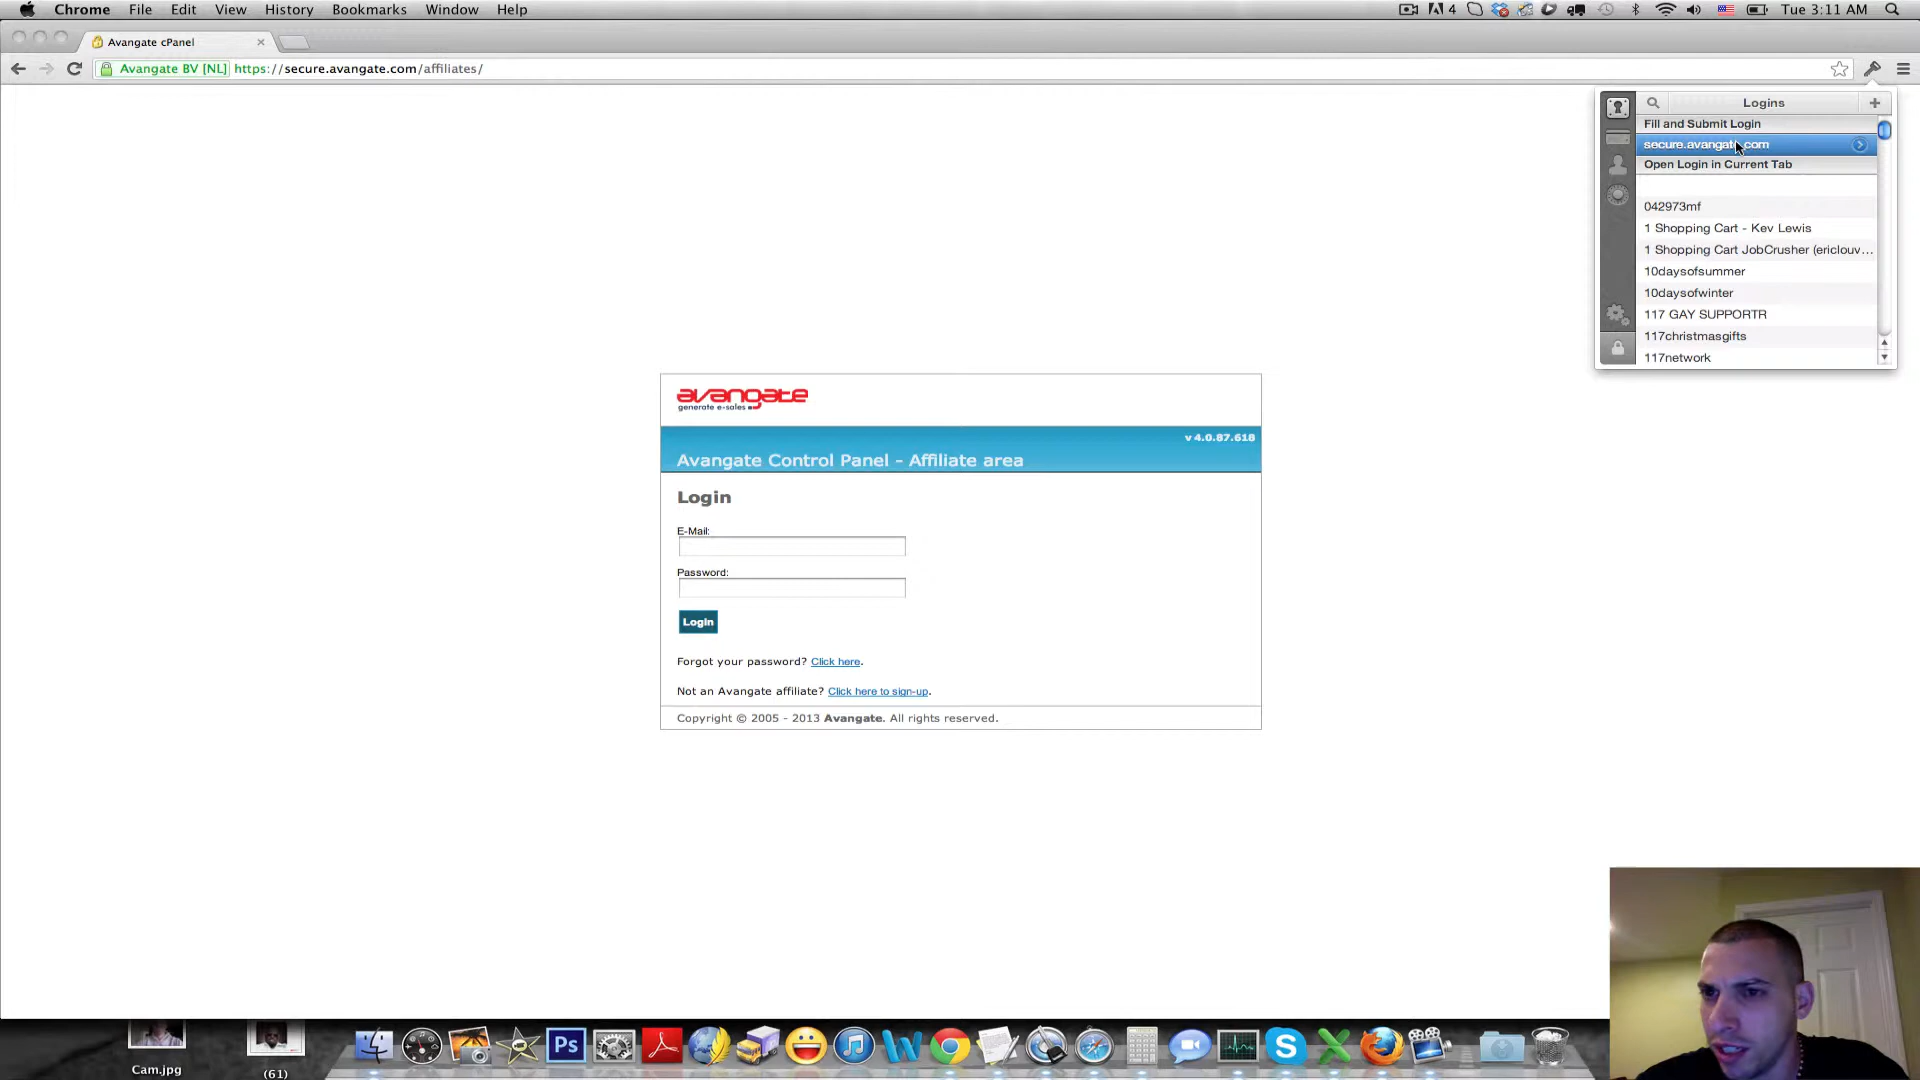 Chrome File Edit View History Bookmarks Window Help
4 Tue 3:11 AM
Avangate cPanel
Avangate BV [NL] https://secure.avangate.com/affiliates/
Logins
Fill and Submit Login
secure.avangate.com
Open Login in Current Tab
042973mf
1 Shopping Cart - Kev Lewis
1 Shopping Cart JobCrusher (ericlouv...
10daysofsummer
10daysofwinter
117 GAY SUPPORTR
117christmasgifts
117network
avangate
generate e-sales
v 4.0.87.618
Avangate Control Panel - Affiliate area
Login
E-Mail:
Password:
Login
Forgot your password? Click here.
Not an Avangate affiliate? Click here to sign-up.
Copyright © 2005 - 2013 Avangate. All rights reserved.
Ps
Cam.jpg
(61)